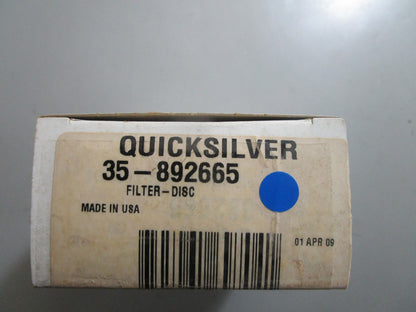 QUICKSILVER
35-892665
FILTER-DISC
MADE IN USA
01 APR 09